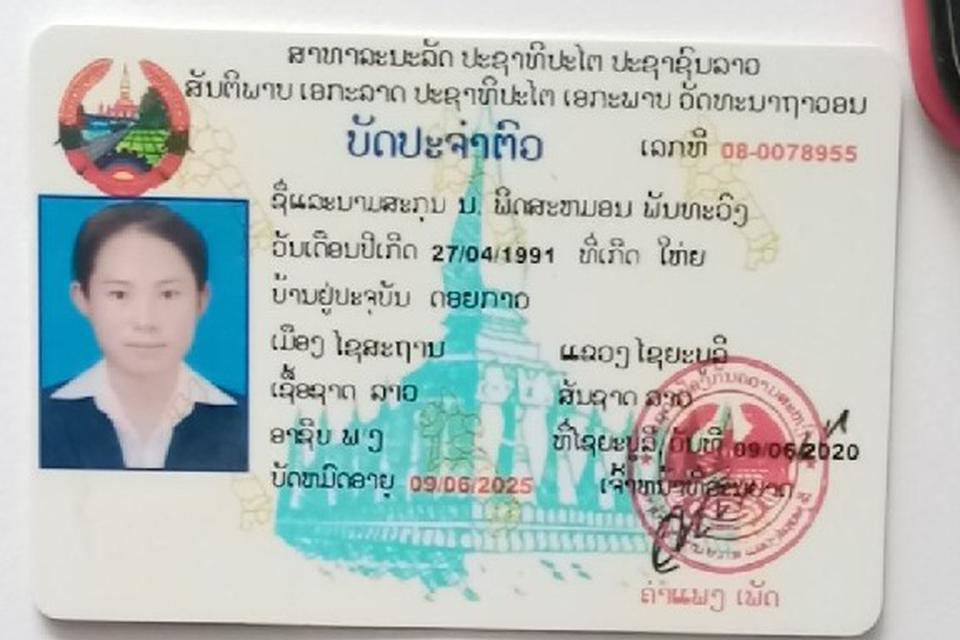 ສາທາລະນະລັດ ປະຊາທິປະໄຕ ປະຊາຊົນລາວ
ສັນຕິພາບ ເອກະລາດ ປະຊາທິປະໄຕ ເອກະພາບ ວັດທະນາຖາວອນ
ບັດປະຈຳຕົວ
ເລກທີ 08-0078955
ຊື່ແລະນາມສະກຸນ ນ. ພິດສະຫມອນ ພັນທະວົງ
ວັນເດືອນປີເກີດ 27/04/1991 ທີ່ເກີດ ໃຫ່ຍ
ບ້ານຢູ່ປະຈຸບັນ ດອຍກາວ
ເມືອງ ໄຊສະຖານ ແຂວງ ໄຊຍະບູລີ
ເຊື້ອຊາດ ລາວ ສັນຊາດ ລາວ
ອາຊີບ ພ ງ ທີ່ໄຊຍະບູລີ ວັນທີ 09/06/2020
ບັດຫມົດອາຍຸ 09/06/2025 ເຈົ້າຫນ້າທີ່
ຄຳແພງ ເພັດ